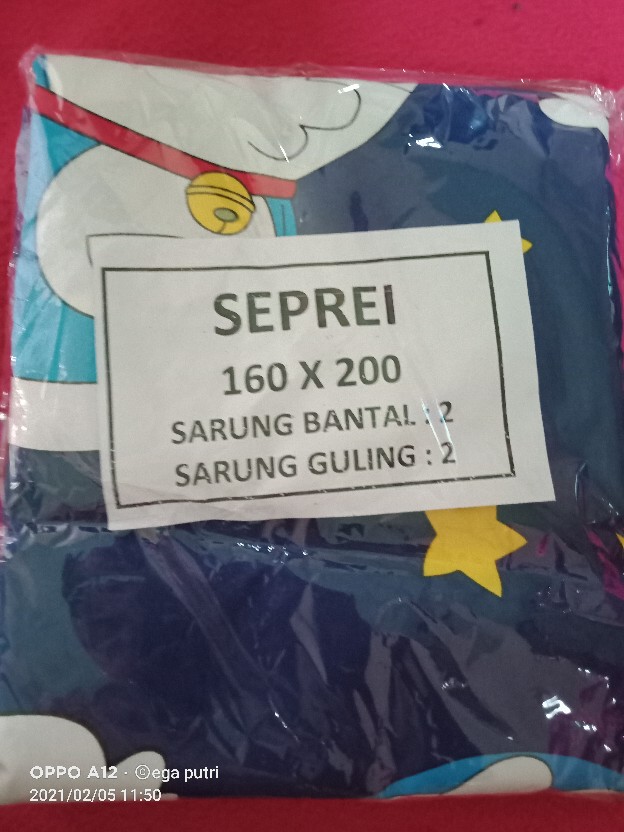 SEPREI
160 X 200
SARUNG BANTAL : 2
SARUNG GULING : 2
OPPO A12 · ©ega putri
2021/02/05 11:50